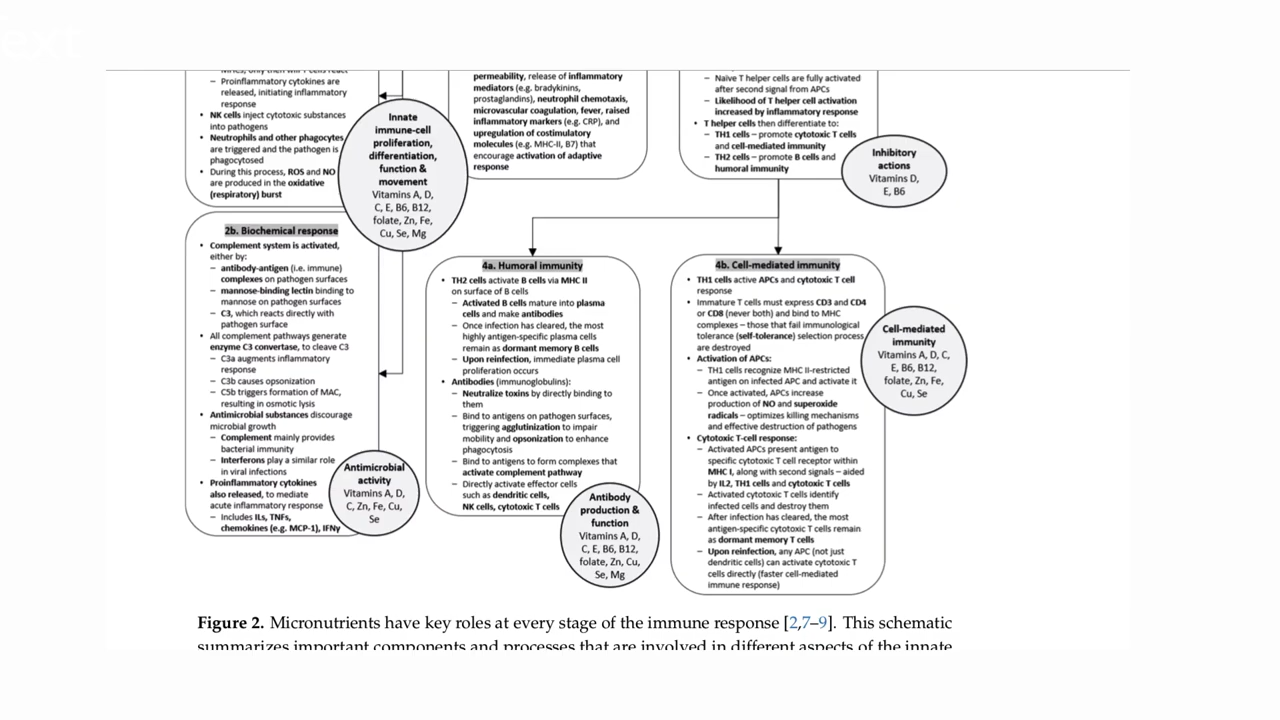 ext
Proinflammatory cytokines are
released, initiating inflammatory
response
• NK cells inject cytotoxic substances
into pathogens
• Neutrophils and other phagocytes
are triggered and the pathogen is
phagocytosed
• During this process, ROS and NO
are produced in the oxidative
(respiratory) burst
Innate
immune-cell
proliferation,
differentiation,
function &
movement
Vitamins A, D,
C, E, B6, B12,
folate, Zn, Fe,
Cu, Se, Mg
permeability, release of inflammatory
mediators (e.g. bradykinins,
prostaglandins), neutrophil chemotaxis,
microvascular coagulation, fever, raised
inflammatory markers (e.g. CRP), and
upregulation of costimulatory
molecules (e.g. MHC-II, B7) that
encourage activation of adaptive
response
– Naïve T helper cells are fully activated
after second signal from APCs
– Likelihood of T helper cell activation
increased by inflammatory response
• T helper cells then differentiate to:
– TH1 cells – promote cytotoxic T cells
and cell-mediated immunity
– TH2 cells – promote B cells and
humoral immunity
Inhibitory
actions
Vitamins D,
E, B6
2b. Biochemical response
• Complement system is activated,
either by:
– antibody-antigen (i.e. immune)
complexes on pathogen surfaces
– mannose-binding lectin binding to
mannose on pathogen surfaces
– C3, which reacts directly with
pathogen surface
• All complement pathways generate
enzyme C3 convertase, to cleave C3
– C3a augments inflammatory
response
– C3b causes opsonization
– C5b triggers formation of MAC,
resulting in osmotic lysis
• Antimicrobial substances discourage
microbial growth
– Complement mainly provides
bacterial immunity
– Interferons play a similar role
in viral infections
• Proinflammatory cytokines
also released, to mediate
acute inflammatory response
– Includes ILs, TNFs,
chemokines (e.g. MCP-1), IFNγ
Antimicrobial
activity
Vitamins A, D,
C, Zn, Fe, Cu,
Se
4a. Humoral immunity
• TH2 cells activate B cells via MHC II
on surface of B cells
– Activated B cells mature into plasma
cells and make antibodies
– Once infection has cleared, the most
highly antigen-specific plasma cells
remain as dormant memory B cells
– Upon reinfection, immediate plasma cell
proliferation occurs
• Antibodies (immunoglobulins):
– Neutralize toxins by directly binding to
them
– Bind to antigens on pathogen surfaces,
triggering agglutinization to impair
mobility and opsonization to enhance
phagocytosis
– Bind to antigens to form complexes that
activate complement pathway
– Directly activate effector cells
such as dendritic cells,
NK cells, cytotoxic T cells
Antibody
production &
function
Vitamins A, D,
C, E, B6, B12,
folate, Zn, Cu,
Se, Mg
4b. Cell-mediated immunity
• TH1 cells active APCs and cytotoxic T cell
response
• Immature T cells must express CD3 and CD4
or CD8 (never both) and bind to MHC
complexes – those that fail immunological
tolerance (self-tolerance) selection process
are destroyed
• Activation of APCs:
– TH1 cells recognize MHC II-restricted
antigen on infected APC and activate it
– Once activated, APCs increase
production of NO and superoxide
radicals – optimizes killing mechanisms
and effective destruction of pathogens
• Cytotoxic T-cell response:
– Activated APCs present antigen to
specific cytotoxic T cell receptor within
MHC I, along with second signals – aided
by IL2, TH1 cells and cytotoxic T cells
– Activated cytotoxic T cells identify
infected cells and destroy them
– After infection has cleared, the most
antigen-specific cytotoxic T cells remain
as dormant memory T cells
– Upon reinfection, any APC (not just
dendritic cells) can activate cytotoxic T
cells directly (faster cell-mediated
immune response)
Cell-mediated
immunity
Vitamins A, D, C,
E, B6, B12,
folate, Zn, Fe,
Cu, Se
Figure 2. Micronutrients have key roles at every stage of the immune response [2,7–9]. This schematic
summarizes important components and processes that are involved in different aspects of the innate